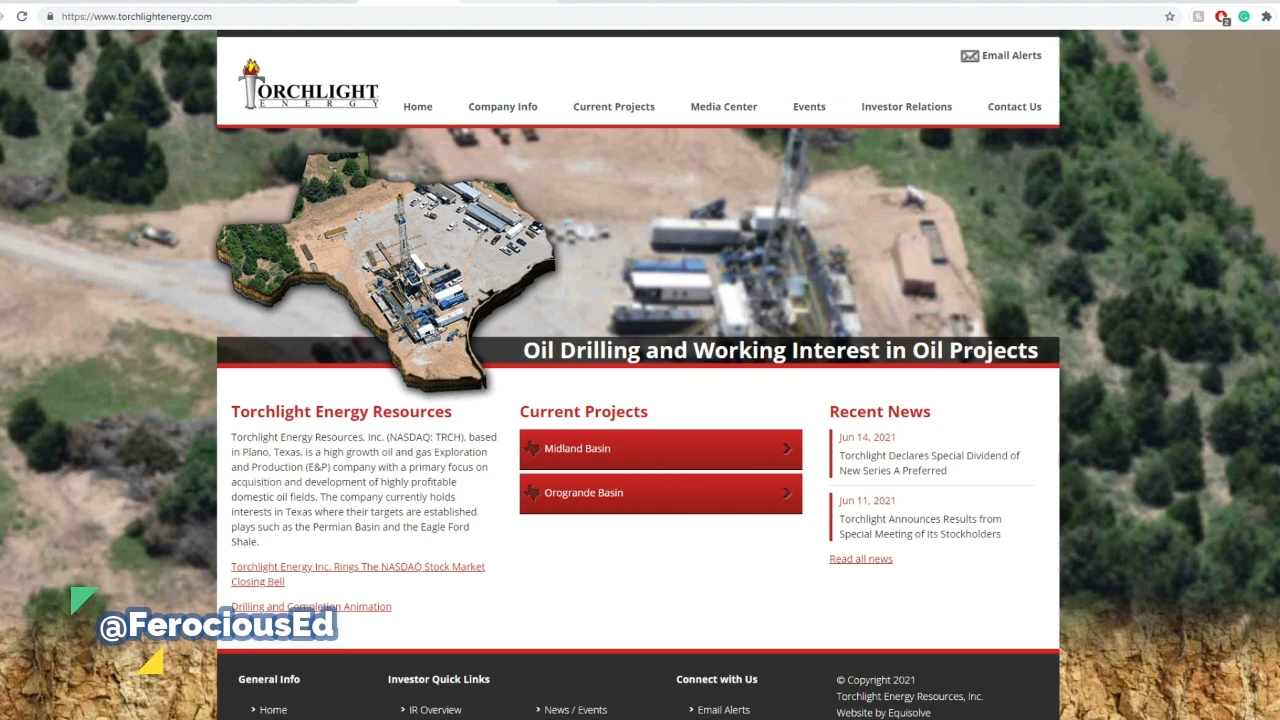 https://www.torchlightenergy.com
2
Email Alerts
TORCHLIGHT
ENERGY
Home
Company Info
Current Projects
Media Center
Events
Investor Relations
Contact Us
Oil Drilling and Working Interest in Oil Projects
Torchlight Energy Resources
Torchlight Energy Resources, Inc. (NASDAQ: TRCH), based
in Plano, Texas, is a high growth oil and gas Exploration
and Production (E&P) company with a primary focus on
acquisition and development of highly profitable
domestic oil fields. The company currently holds
interests in Texas where their targets are established
plays such as the Permian Basin and the Eagle Ford
Shale.
Torchlight Energy Inc. Rings The NASDAQ Stock Market
Closing Bell
Drilling and Completion Animation
Current Projects
Midland Basin
Orogrande Basin
Recent News
Jun 14, 2021
Torchlight Declares Special Dividend of
New Series A Preferred
Jun 11, 2021
Torchlight Announces Results from
Special Meeting of Its Stockholders
Read all news
@FerociousEd
General Info
Home
Investor Quick Links
IR Overview
News / Events
Connect with Us
Email Alerts
© Copyright 2021
Torchlight Energy Resources, Inc.
Website by Equisolve